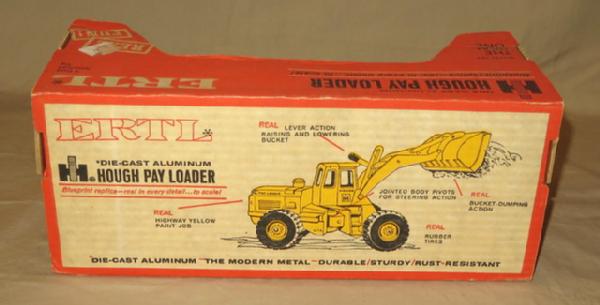 REAL
FUN!
ERTL
HOUGH PAY LOADER
ERTL
"DIE-CAST ALUMINUM
IH HOUGH PAY LOADER
Blueprint replica—real in every detail...to scale!
REAL LEVER ACTION
RAISING AND LOWERING
BUCKET
JOINTED BODY PIVOTS
FOR STEERING ACTION
REAL
BUCKET-DUMPING
ACTION
REAL
HIGHWAY YELLOW
PAINT JOB
REAL
RUBBER
TIRES
"DIE-CAST ALUMINUM—THE MODERN METAL—DURABLE/STURDY/RUST-RESISTANT